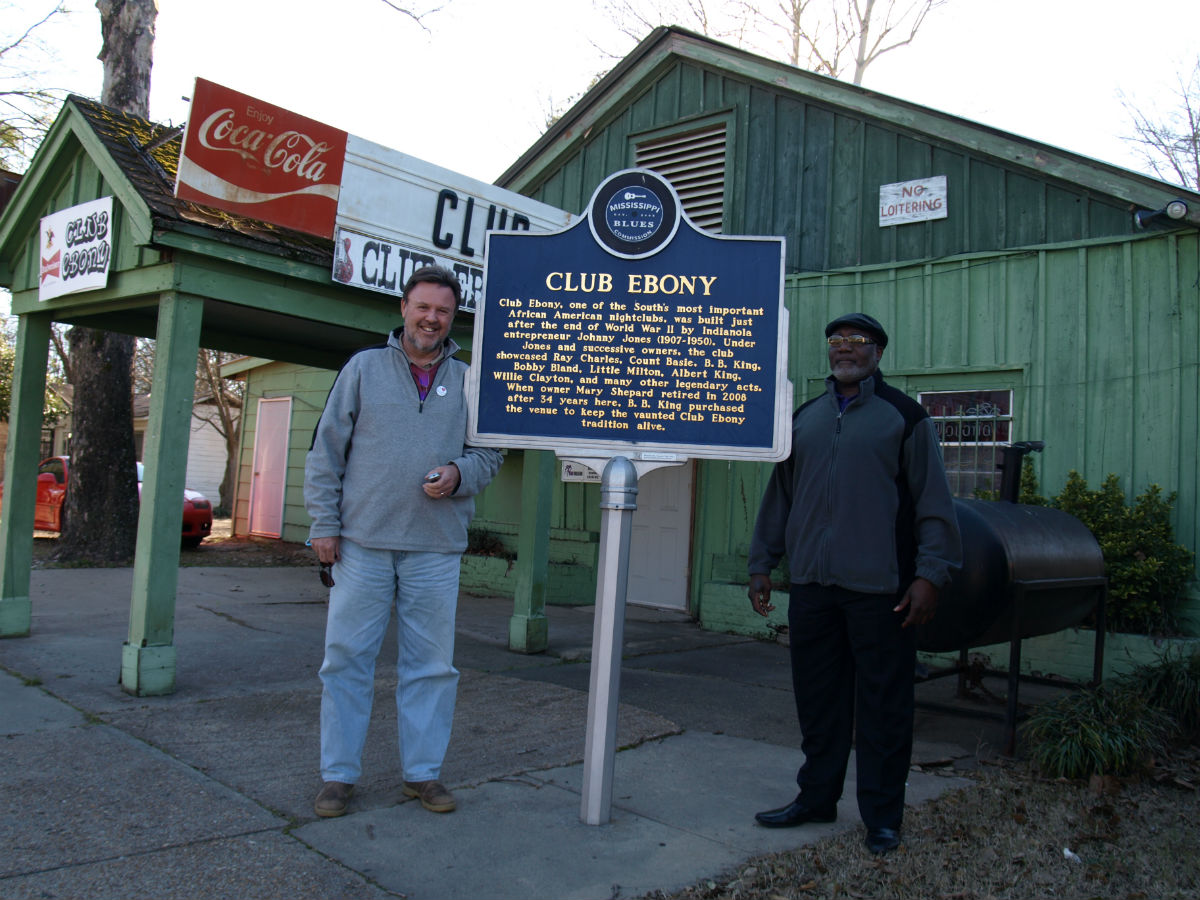 Enjoy
Coca-Cola
CLUB
CLUB
EBONY
CLUB
CLUB
NO
LOITERING
MISSISSIPPI
BLUES
COMMISSION
CLUB EBONY
Club Ebony, one of the South's most important
African American nightclubs, was built just
after the end of World War II by Indianola
entrepreneur Johnny Jones (1907-1950). Under
Jones and successive owners, the club
showcased Ray Charles, Count Basie, B. B. King,
Bobby Bland, Little Milton, Albert King,
Willie Clayton, and many other legendary acts.
When owner Mary Shepard retired in 2008
after 34 years here, B. B. King purchased
the venue to keep the vaunted Club Ebony
tradition alive.